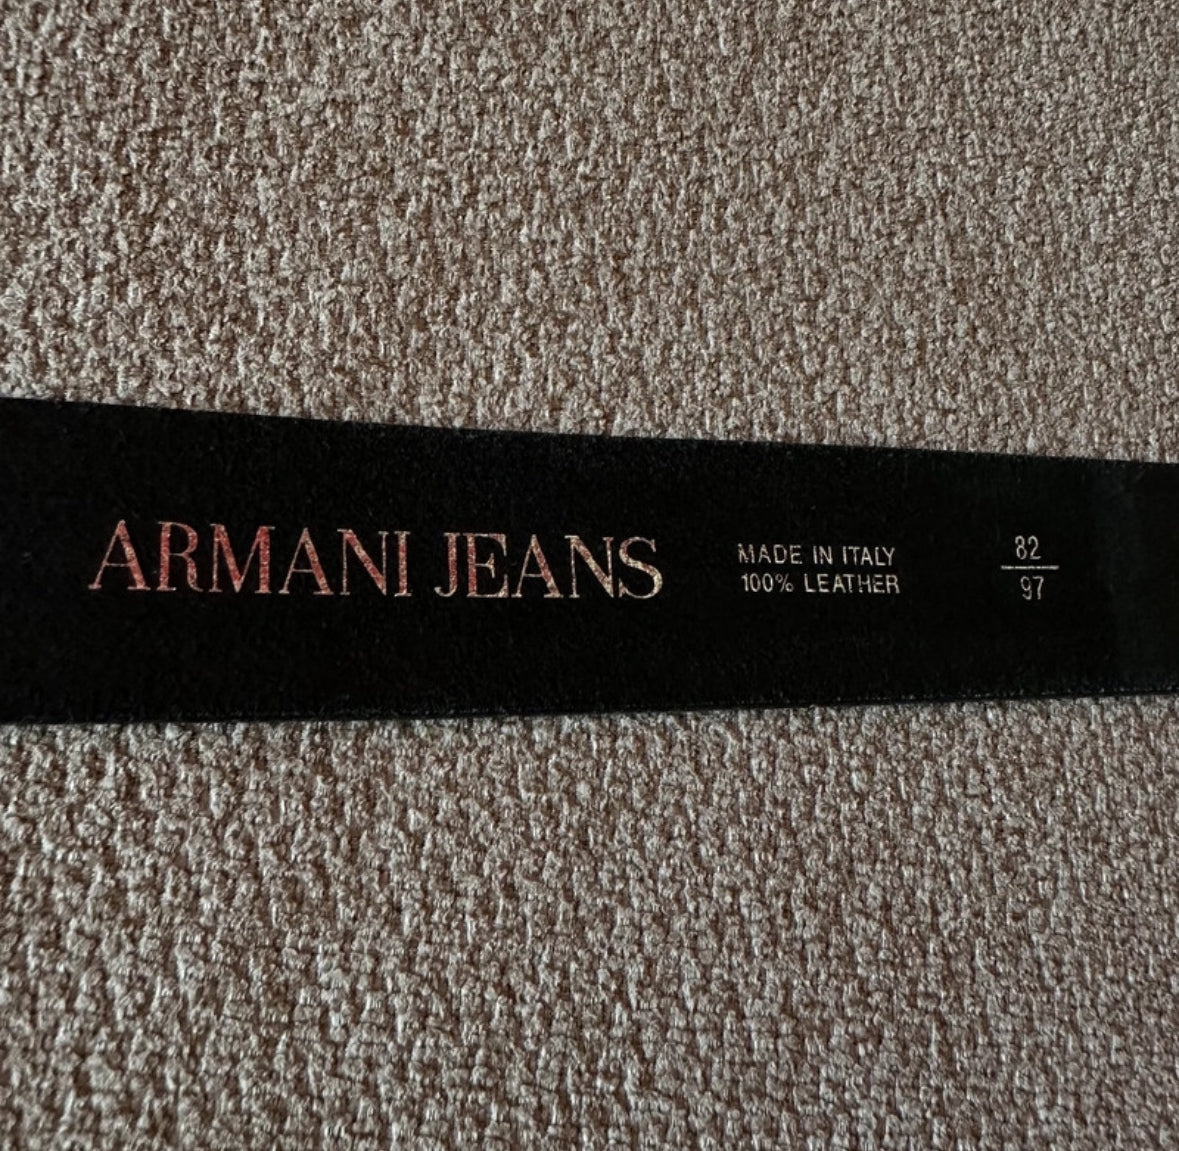 ARMANI JEANS
MADE IN ITALY
100% LEATHER
82
97